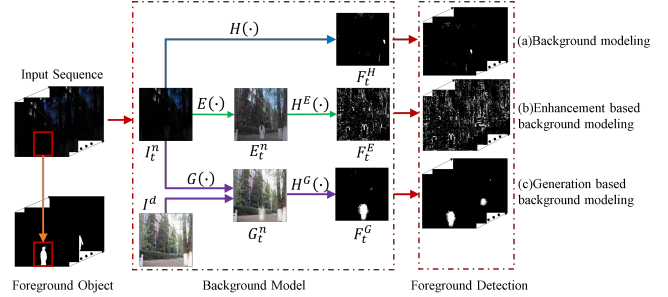 H(·)
(a)Background modeling
Input Sequence
F_t^H
E(·)
H^E(·)
(b)Enhancement based
background modeling
I_t^n
E_t^n
F_t^E
G(·)
H^G(·)
(c)Generation based
background modeling
I^d
G_t^n
F_t^G
Foreground Object
Background Model
Foreground Detection